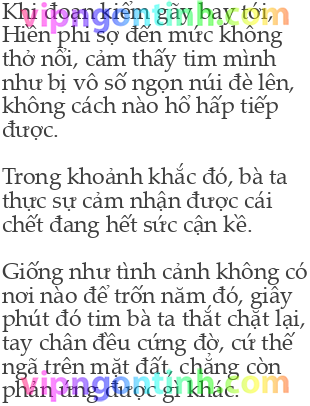 Khi đoạn kiếm gãy bay tới,
vipngontinh.com
Hiền phi sợ đến mức không
thở nổi, cảm thấy tim mình
như bị vô số ngọn núi đè lên,
không cách nào hổ hấp tiếp
được.
Trong khoảnh khắc đó, bà ta
thực sự cảm nhận được cái
chết đang hết sức cận kề.
Giống như tình cảnh không có
nơi nào để trốn năm đó, giây
phút đó tim bà ta thắt chặt lại,
tay chân đều cứng đờ, cứ thế
ngã trên mặt đất, chẳng còn
vipngontinh.com
phản ứng được gì khác.